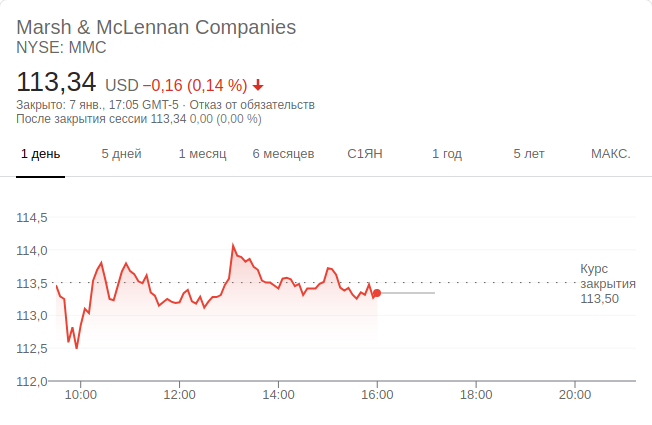 Marsh & McLennan Companies
NYSE: MMC
113,34 USD −0,16 (0,14 %)
Закрыто: 7 янв., 17:05 GMT-5 · Отказ от обязательств
После закрытия сессии 113,34 0,00 (0,00 %)
1 день 5 дней 1 месяц 6 месяцев С1ЯН 1 год 5 лет МАКС.
114,5
114,0
113,5
113,0
112,5
112,0
Курс
закрытия
113,50
10:00 12:00 14:00 16:00 18:00 20:00